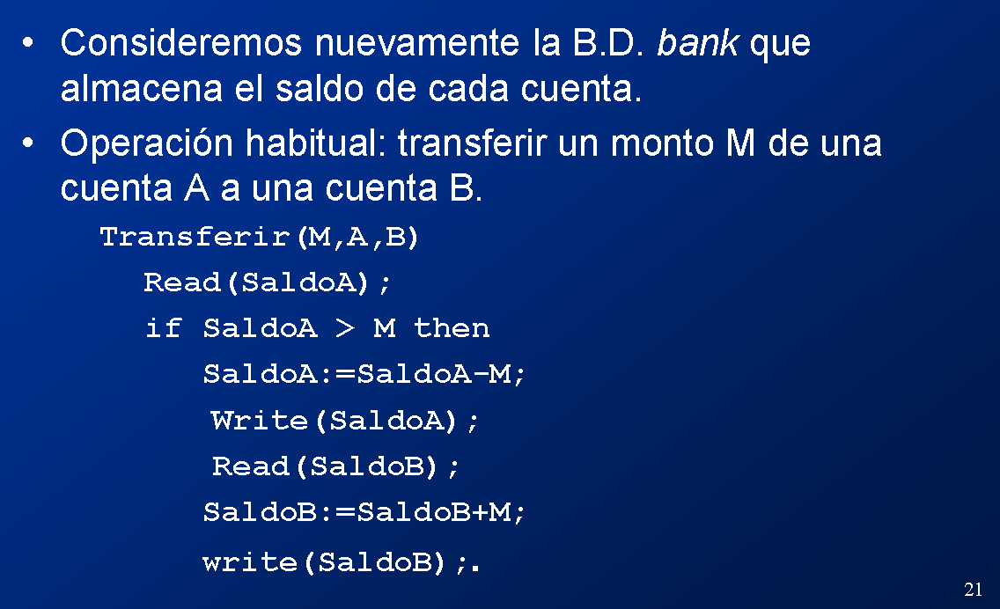 • Consideremos nuevamente la B.D. bank que
almacena el saldo de cada cuenta.
• Operación habitual: transferir un monto M de una
cuenta A a una cuenta B.
Transferir(M,A,B)
Read(SaldoA);
if SaldoA > M then
SaldoA:=SaldoA-M;
Write(SaldoA);
Read(SaldoB);
SaldoB:=SaldoB+M;
write(SaldoB);.
21